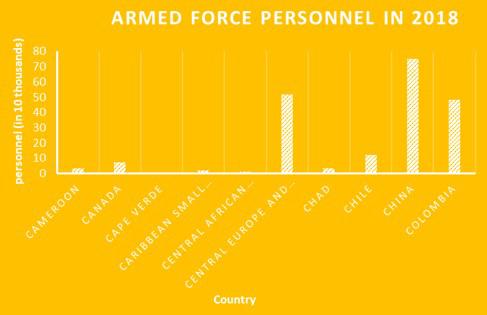 ARMED FORCE PERSONNEL IN 2018
personnel (in 10 thousands)
80
70
60
50
40
30
20
10
0
CAMEROON
CANADA
CAPE VERDE
CARIBBEAN SMALL...
CENTRAL AFRICAN...
CENTRAL EUROPE AND...
CHAD
CHILE
CHINA
COLOMBIA
Country